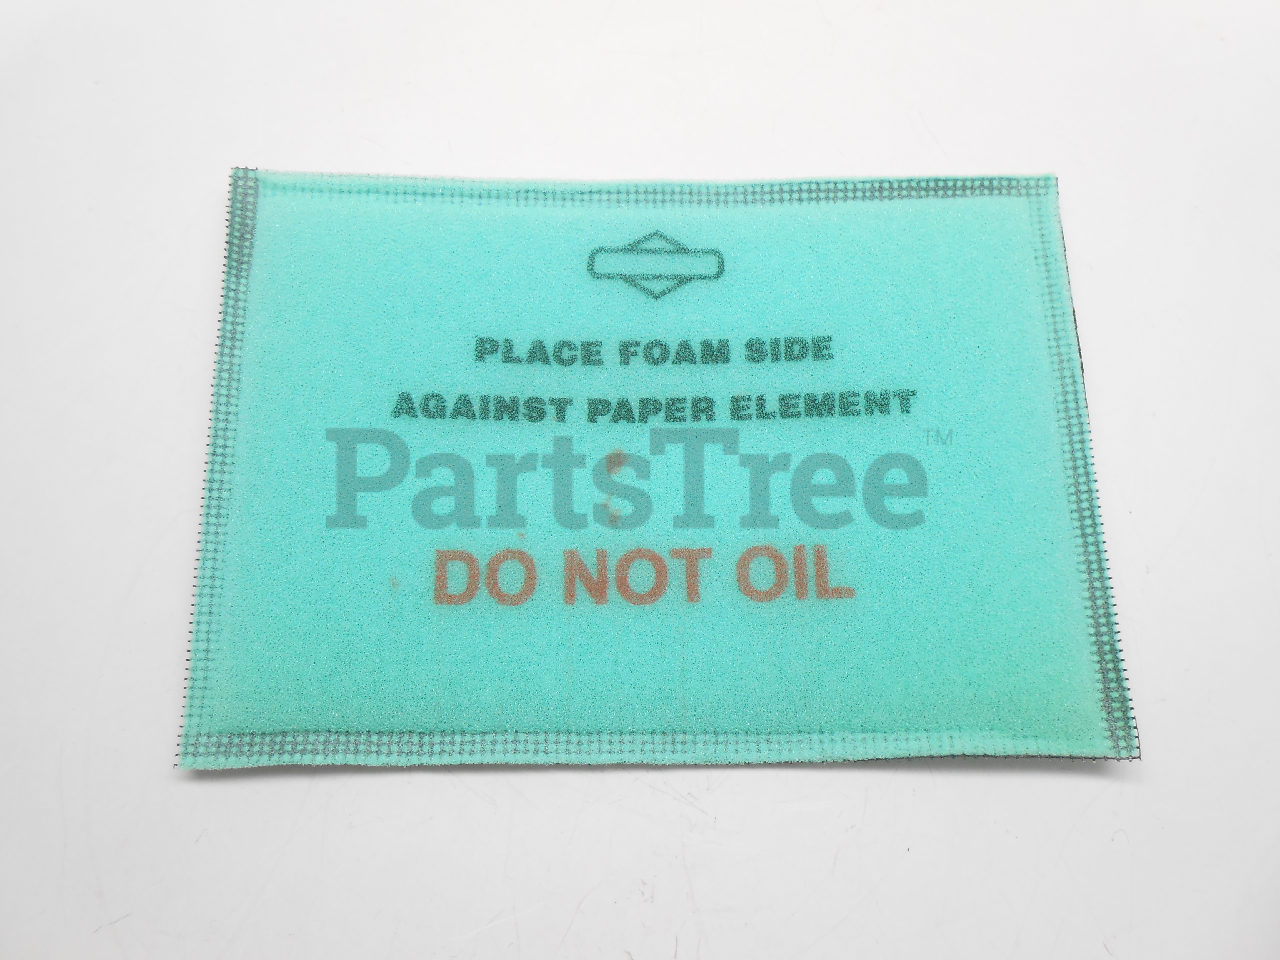 PLACE FOAM SIDE
AGAINST PAPER ELEMENT
PartsTree™
DO NOT OIL